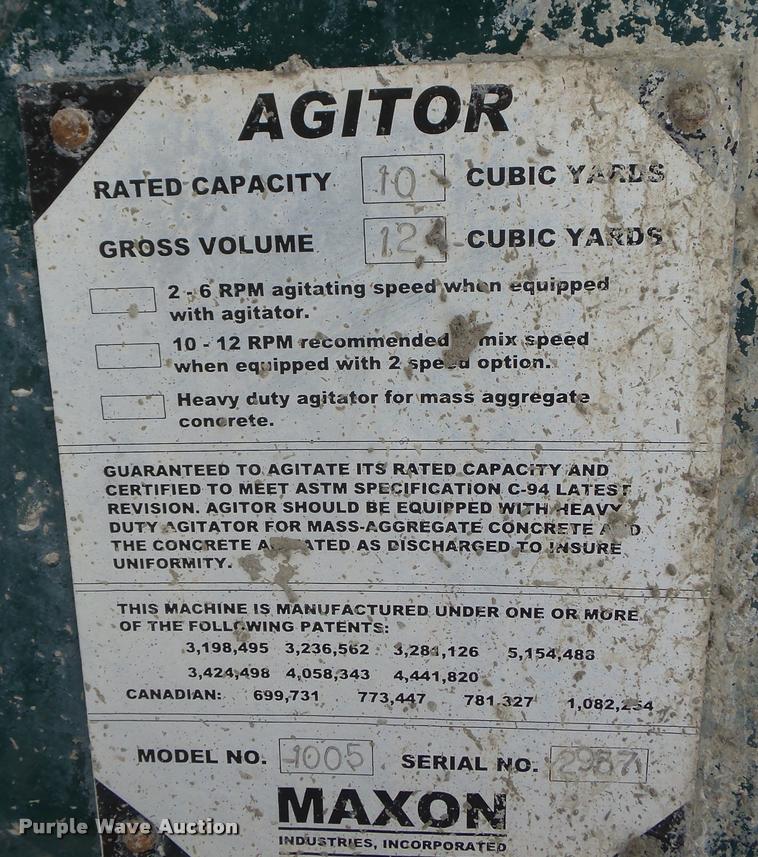 AGITOR
RATED CAPACITY 10 CUBIC YARDS
GROSS VOLUME CUBIC YARDS
2 - 6 RPM agitating speed when equipped
with agitator.
10 - 12 RPM recommended mix speed
when equipped with 2 speed option.
Heavy duty agitator for mass aggregate
concrete.
GUARANTEED TO AGITATE ITS RATED CAPACITY AND
CERTIFIED TO MEET ASTM SPECIFICATION C-94 LATEST
REVISION. AGITOR SHOULD BE EQUIPPED WITH HEAVY
DUTY AGITATOR FOR MASS-AGGREGATE CONCRETE AND
THE CONCRETE AGITATED AS DISCHARGED TO INSURE
UNIFORMITY.
THIS MACHINE IS MANUFACTURED UNDER ONE OR MORE
OF THE FOLLOWING PATENTS:
3,198,495 3,236,562 3,281,126 5,154,488
3,424,498 4,058,343 4,441,820
CANADIAN: 699,731 773,447 781.327
MODEL NO. 1005 SERIAL NO. 2987
MAXON
INDUSTRIES, INCORPORATED
Purple Wave Auction